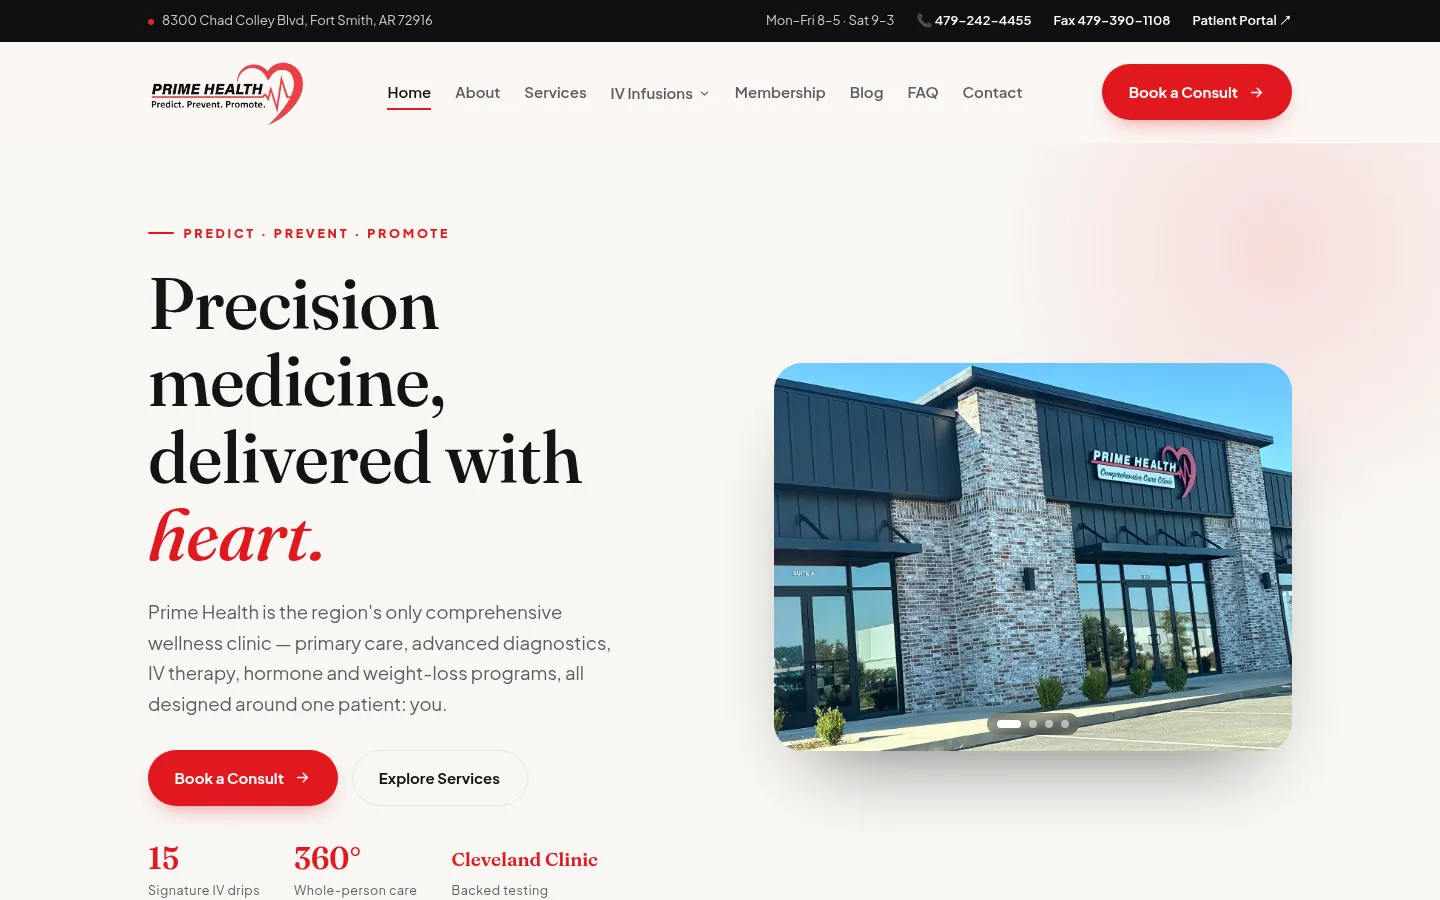 8300 Chad Colley Blvd, Fort Smith, AR 72916
Mon–Fri 8–5 · Sat 9–3
📞 479-242-4455
Fax 479-390-1108
Patient Portal ↗
PRIME HEALTH
Predict. Prevent. Promote.
Home
About
Services
IV Infusions
Membership
Blog
FAQ
Contact
Book a Consult →
PREDICT · PREVENT · PROMOTE
Precision
medicine,
delivered with
heart.
Prime Health is the region's only comprehensive
wellness clinic — primary care, advanced diagnostics,
IV therapy, hormone and weight-loss programs, all
designed around one patient: you.
Book a Consult →
Explore Services
PRIME HEALTH
Comprehensive Care Clinic
SUITE A
15
Signature IV drips
360°
Whole-person care
Cleveland Clinic
Backed testing